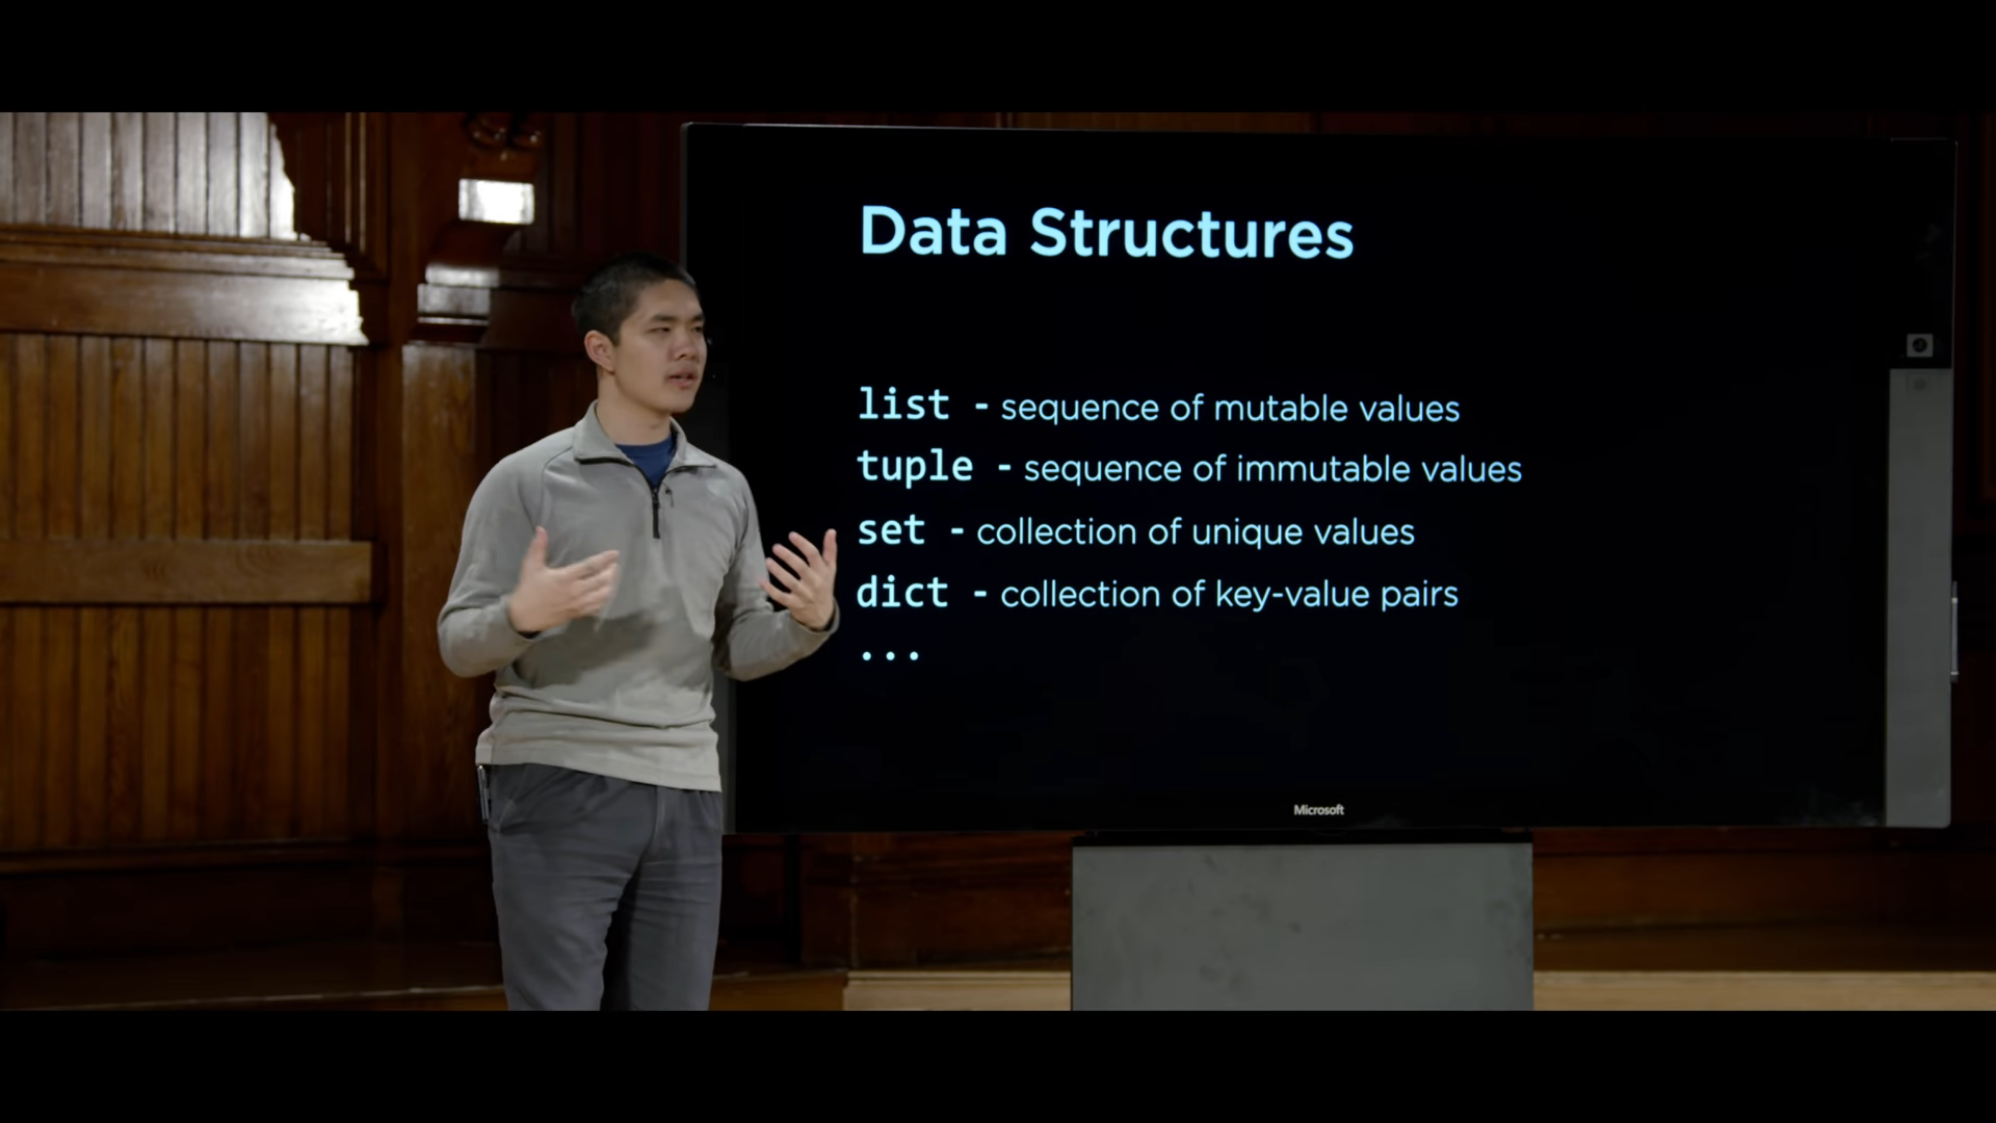 Data Structures
list - sequence of mutable values
tuple - sequence of immutable values
set - collection of unique values
dict - collection of key-value pairs
...
Microsoft